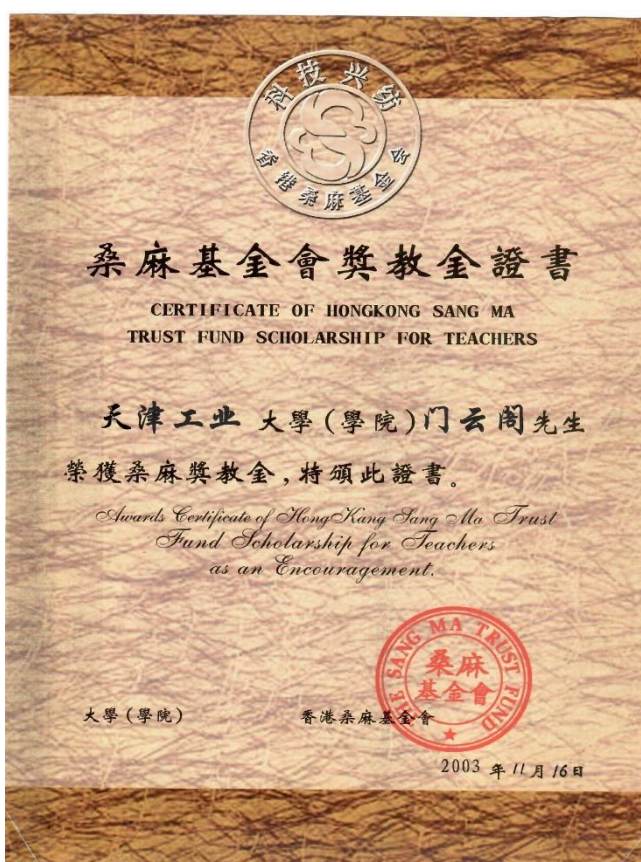 科技兴纺
香港桑麻基金会
桑麻基金會獎教金證書
CERTIFICATE OF HONGKONG SANG MA
TRUST FUND SCHOLARSHIP FOR TEACHERS
天津工业 大學(學院)门云阁先生
榮獲桑麻獎教金,特頒此證書。
Awards Certificate of HongKang Sang Ma Trust
Fund Scholarship for Teachers
as an Encouragement.
THE SANG MA TRUST FUND
桑麻
基金會
大學(學院) 香港桑麻基金會
2003 年 11 月 16 日